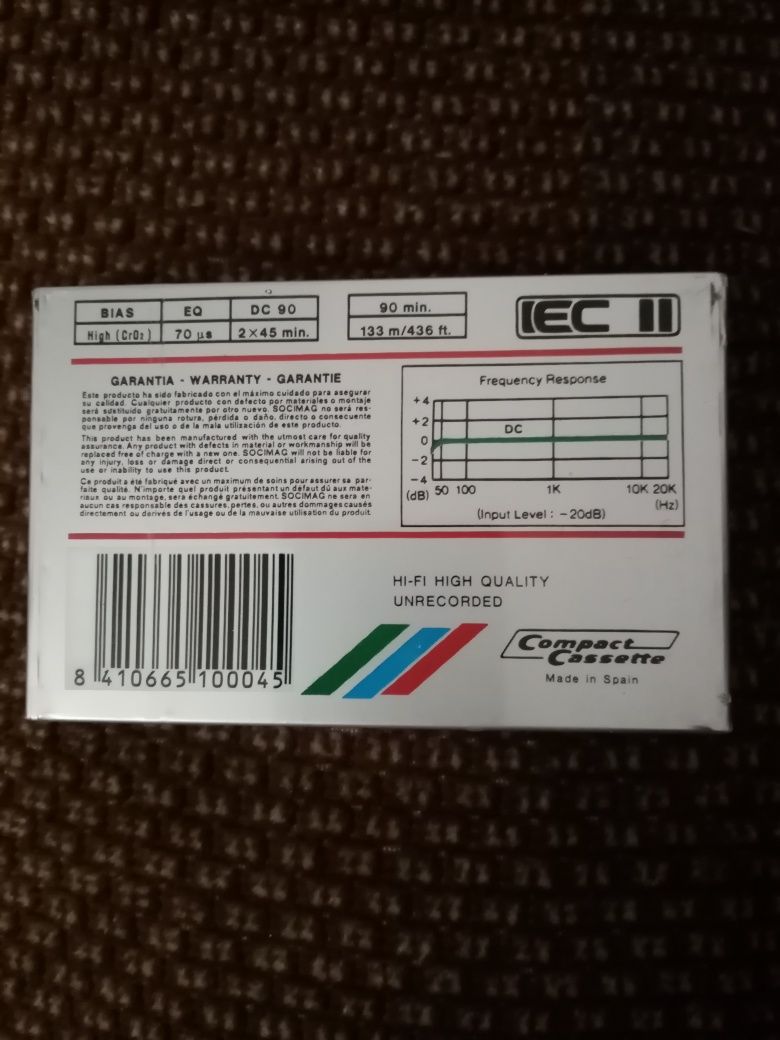 BIAS EQ DC 90
High (CrO₂) 70 µs 2×45 min.
90 min.
133 m/436 ft.
IEC II
GARANTIA - WARRANTY - GARANTIE
Este producto ha sido fabricado con el máximo cuidado para asegurar
su calidad. Cualquier producto con defecto por materiales o montaje
será sustituido gratuitamente por otro nuevo. SOCIMAG no será res-
ponsable por ninguna rotura, pérdida o daño, directo o consecuente
que provenga del uso o de la mala utilización de este producto.
This product has been manufactured with the utmost care for quality
assurance. Any product with defects in material or workmanship will be
replaced free of charge with a new one. SOCIMAG will not be liable for
any injury, loss or damage direct or consequential arising out of the
use or inability to use this product.
Ce produit a été fabriqué avec un maximum de soins pour assurer sa par-
faite qualité. N'importe quel produit présentant un défaut dû aux maté-
riaux ou au montage, sera échangé gratuitement. SOCIMAG ne sera en
aucun cas responsable des cassures, pertes, ou autres dommages causés
directement ou derivés de l'usage ou de la mauvaise utilisation du produit.
Frequency Response
+4
+2
0
-2
-4
DC
(dB) 50 100 1K 10K 20K
(Hz)
(Input Level : -20dB)
8 410665 100045
HI-FI HIGH QUALITY
UNRECORDED
Compact
Cassette
Made in Spain